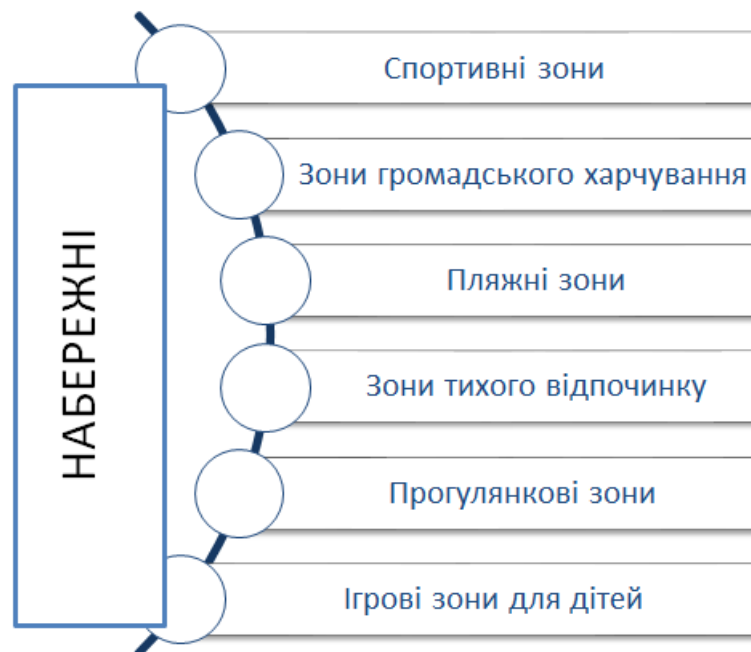 НАБЕРЕЖНІ
Спортивні зони
Зони громадського харчування
Пляжні зони
Зони тихого відпочинку
Прогулянкові зони
Ігрові зони для дітей